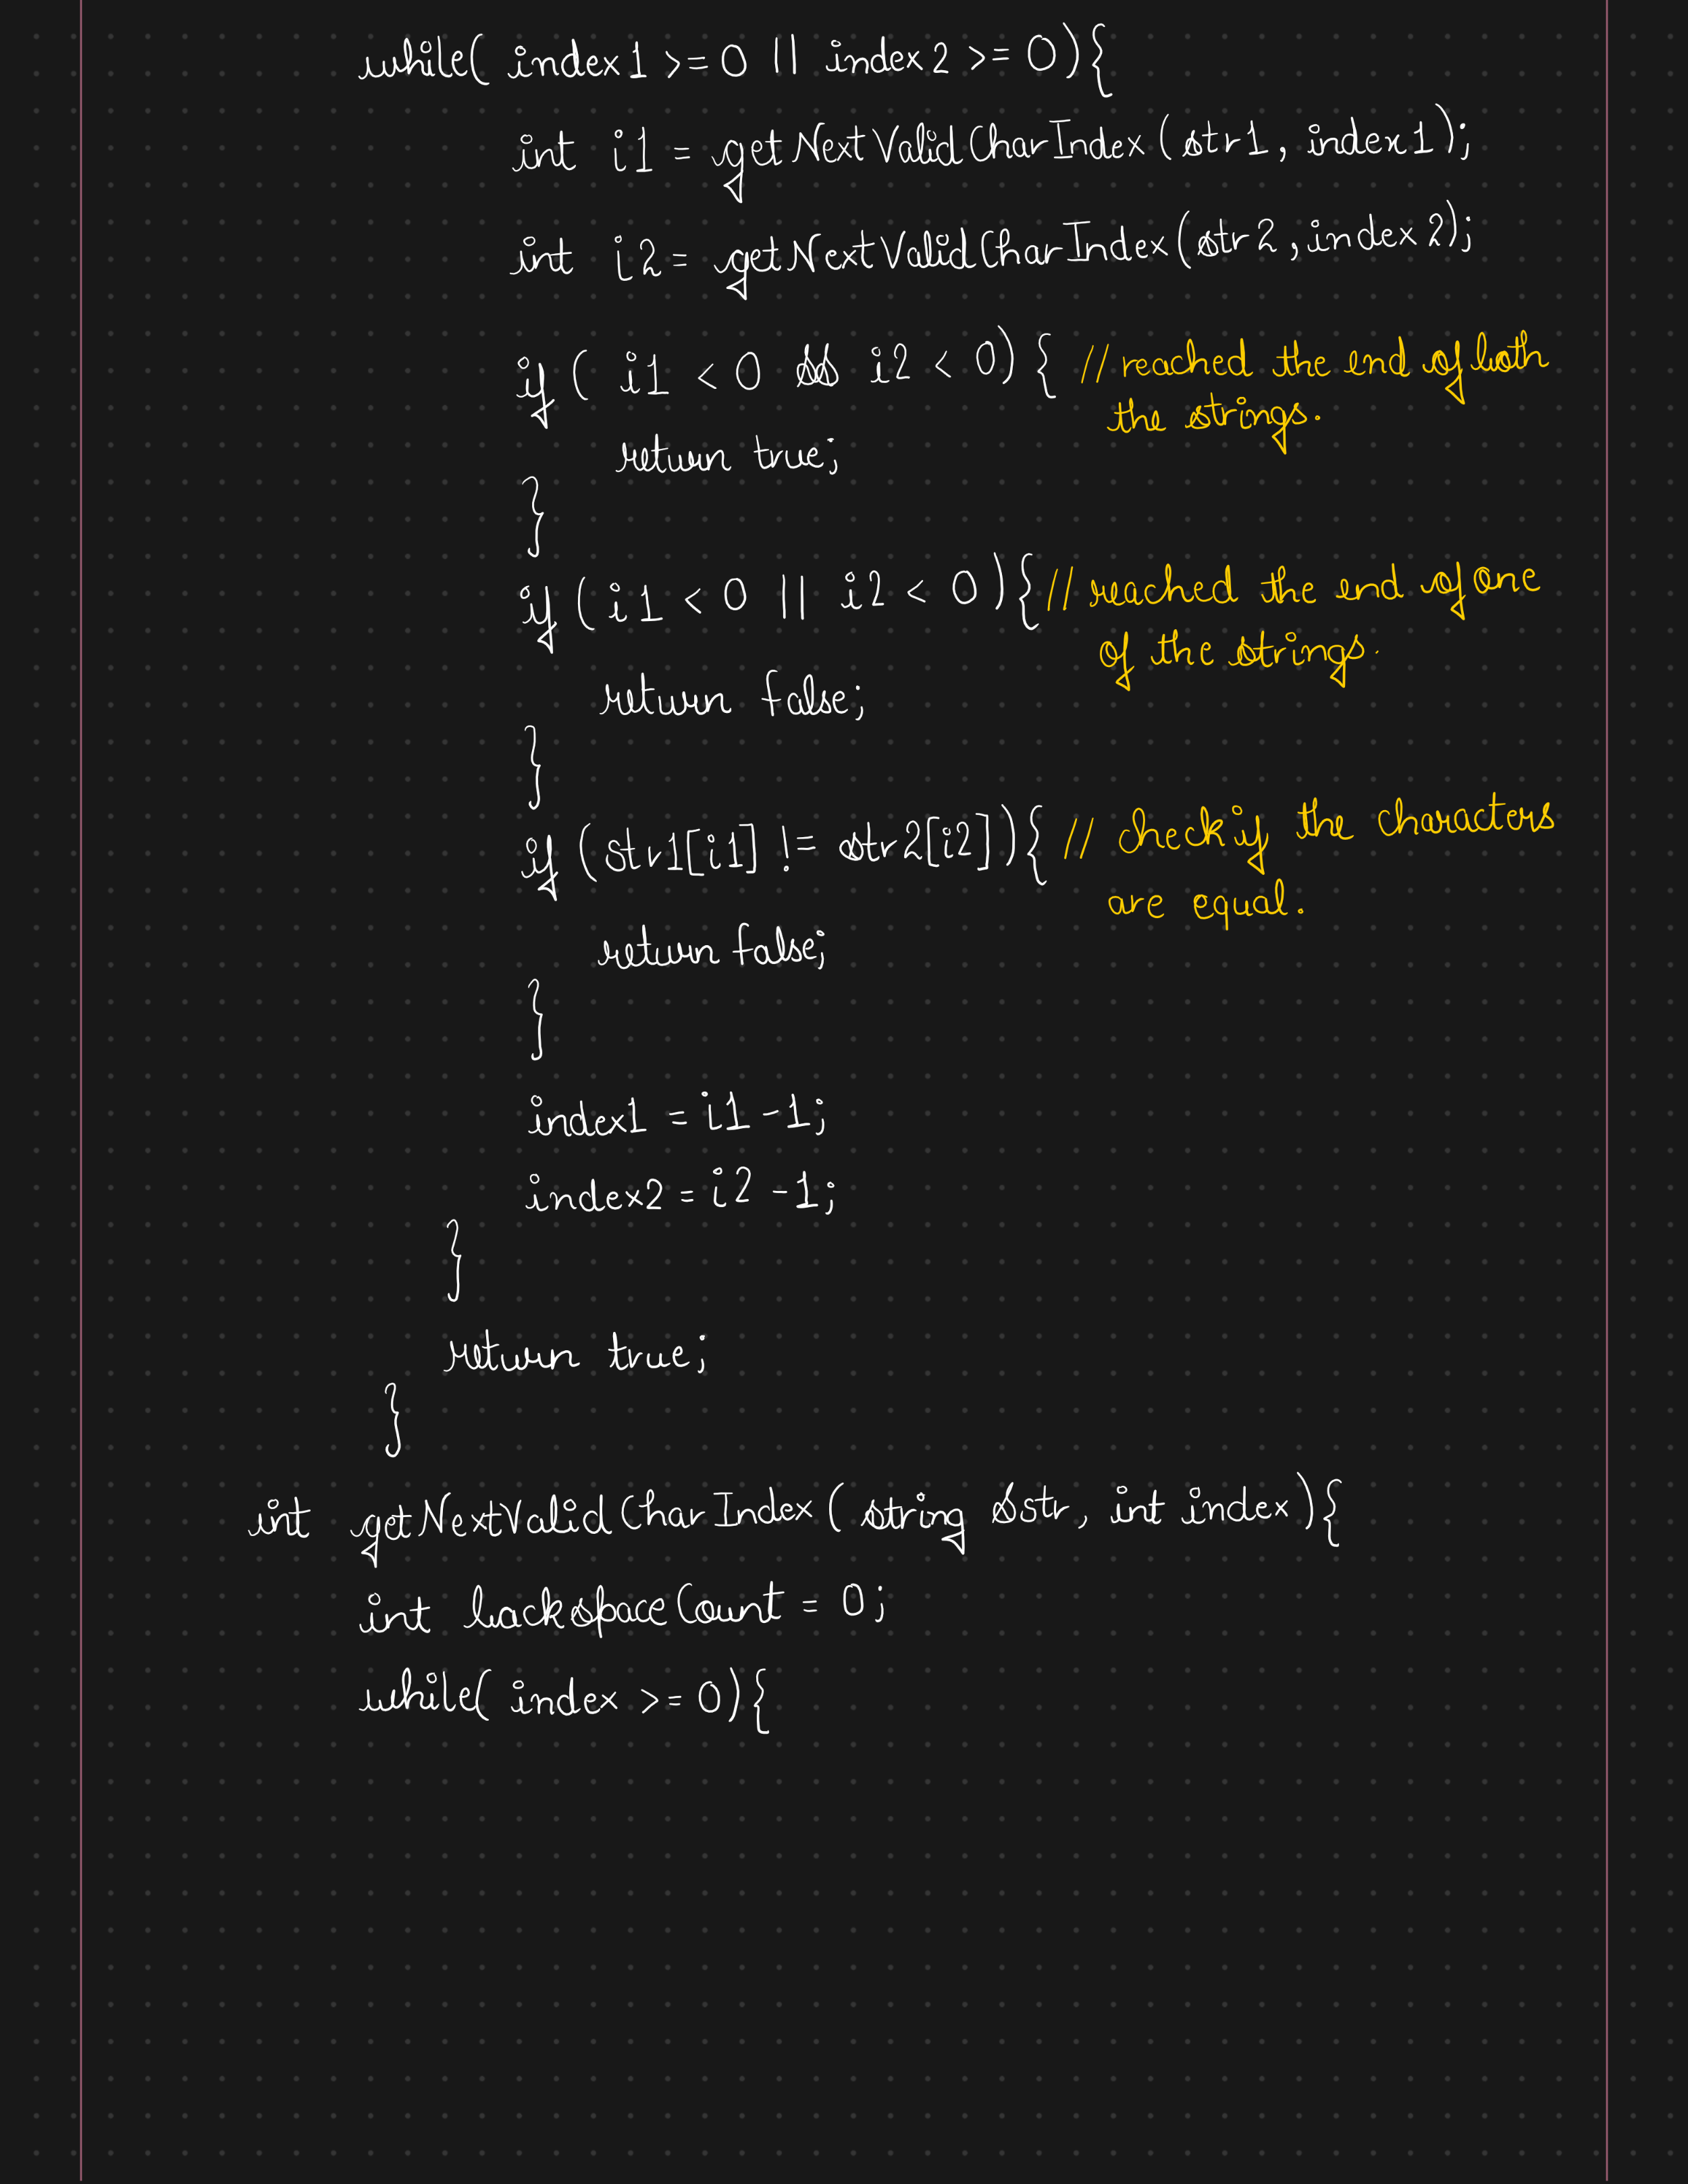 while( index1 >= 0 || index2 >= 0){
int i1 = getNextValidCharIndex(str1, index1);
int i2 = getNextValidCharIndex(str2, index2);
if( i1 < 0 && i2 < 0) { // reached the end of both
the strings.
return true;
}
if (i1 < 0 || i2 < 0){ // reached the end of one
of the strings.
return false;
}
if (str1[i1] != str2[i2]){ // check if the characters
are equal.
return false;
}
index1 = i1 -1;
index2 = i2 -1;
}
return true;
}
int getNextValidCharIndex( string &str, int index){
int backspaceCount = 0;
while( index >= 0){